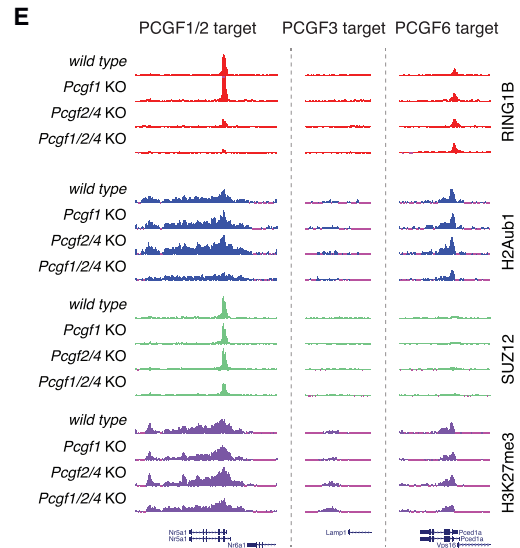 E
PCGF1/2 target PCGF3 target PCGF6 target
wild type
Pcgf1 KO
Pcgf2/4 KO
Pcgf1/2/4 KO
RING1B
wild type
Pcgf1 KO
Pcgf2/4 KO
Pcgf1/2/4 KO
H2Aub1
wild type
Pcgf1 KO
Pcgf2/4 KO
Pcgf1/2/4 KO
SUZ12
wild type
Pcgf1 KO
Pcgf2/4 KO
Pcgf1/2/4 KO
H3K27me3
Nr5a1 Lamp1 Pced1a
Nr5a1 Pced1a
Nr6a1 Vps16